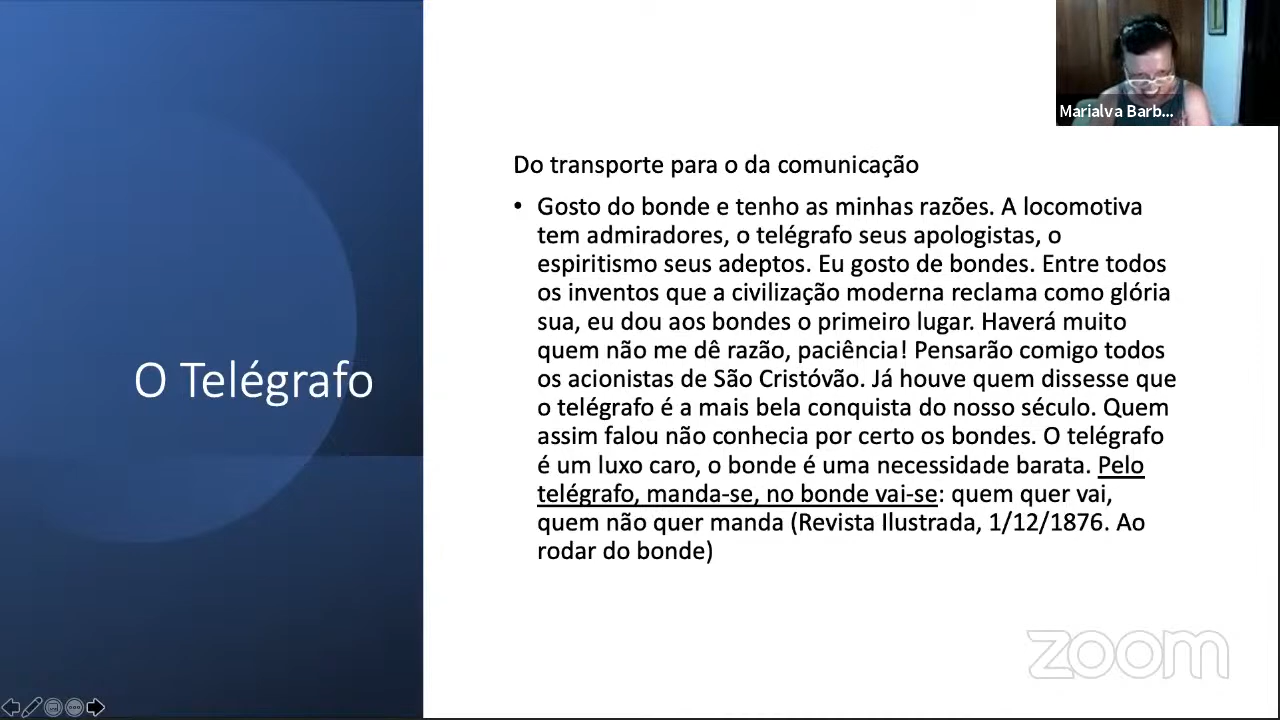 Marialva Barb...
Do transporte para o da comunicação
• Gosto do bonde e tenho as minhas razões. A locomotiva
tem admiradores, o telégrafo seus apologistas, o
espiritismo seus adeptos. Eu gosto de bondes. Entre todos
os inventos que a civilização moderna reclama como glória
sua, eu dou aos bondes o primeiro lugar. Haverá muito
quem não me dê razão, paciência! Pensarão comigo todos
os acionistas de São Cristóvão. Já houve quem dissesse que
o telégrafo é a mais bela conquista do nosso século. Quem
assim falou não conhecia por certo os bondes. O telégrafo
é um luxo caro, o bonde é uma necessidade barata. Pelo
telégrafo, manda-se, no bonde vai-se: quem quer vai,
quem não quer manda (Revista Ilustrada, 1/12/1876. Ao
rodar do bonde)
O Telégrafo
zoom